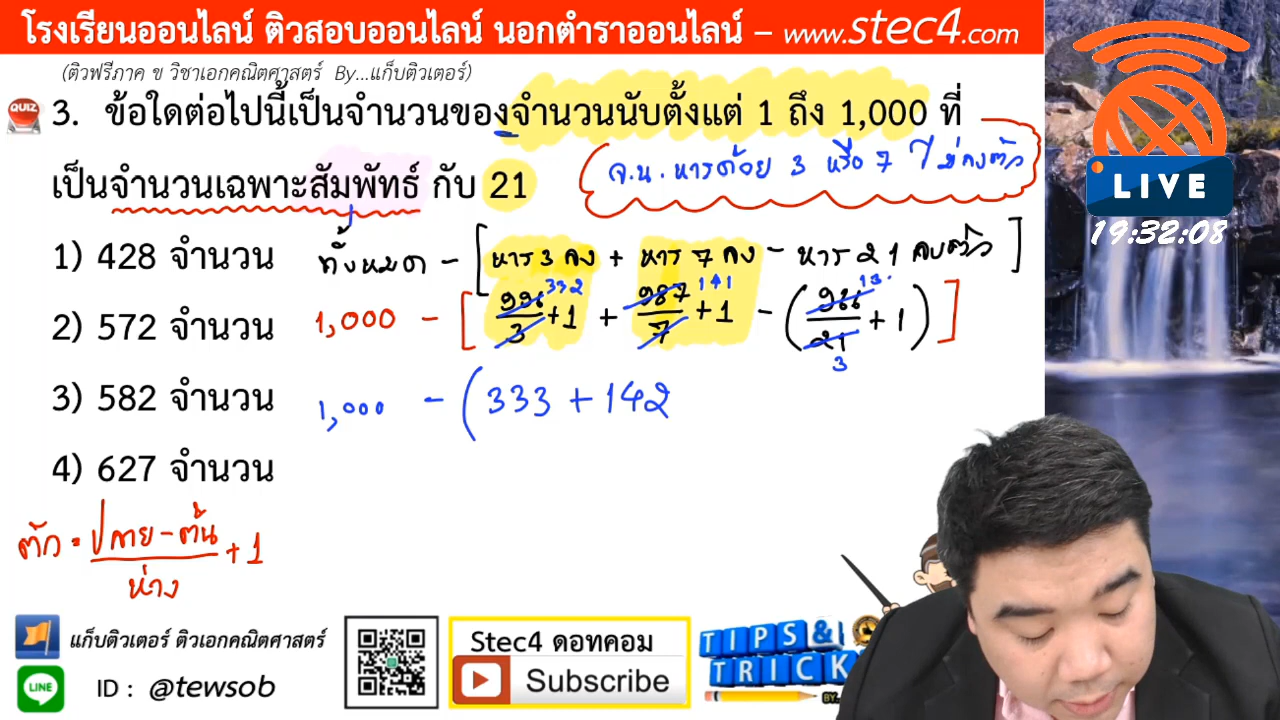 โรงเรียนออนไลน์ ติวสอบออนไลน์ นอกตำราออนไลน์ – www.stec4.com
(ติวฟรีภาค ข วิชาเอกคณิตศาสตร์ By...แก็บติวเตอร์)
QUIZ
3. ข้อใดต่อไปนี้เป็นจำนวนของจำนวนนับตั้งแต่ 1 ถึง 1,000 ที่
เป็นจำนวนเฉพาะสัมพัทธ์ กับ 21
จ.น. หารด้วย 3 หรือ 7 ไม่ลงตัว
LIVE
19:32:08
1) 428 จำนวน
ทั้งหมด - [หาร 3 ลง + หาร 7 ลง - หาร 21 ลงตัว]
2) 572 จำนวน
3) 582 จำนวน
1,000 - (333 + 142
4) 627 จำนวน
ตัว = ปลาย - ต้น
ห่าง
+ 1
แก็บติวเตอร์ ติวเอกคณิตศาสตร์
LINE
ID : @tewsob
Stec4 ดอทคอม
Subscribe
TIPS &
TRICK